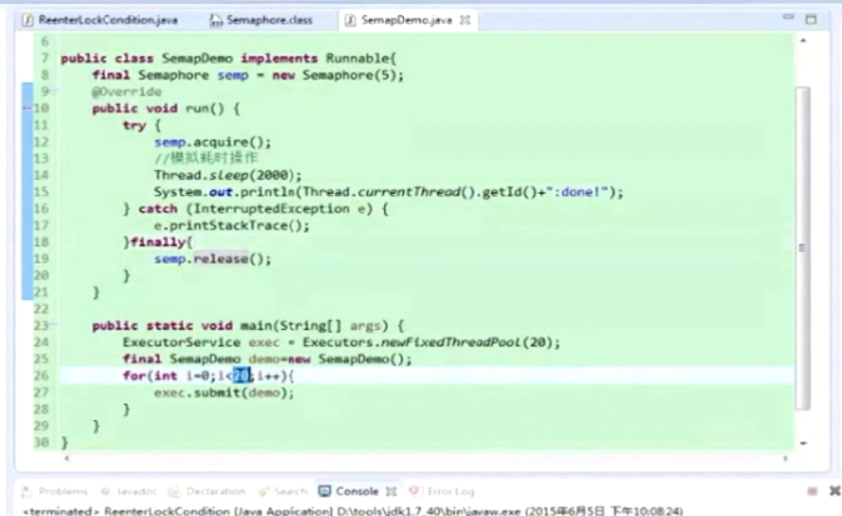 ReenterLockCondition.java Semaphore.class SemapDemo.java
6
7 public class SemapDemo implements Runnable{
8 final Semaphore semp = new Semaphore(5);
9 @Override
10 public void run() {
11 try {
12 semp.acquire();
13 //模拟耗时操作
14 Thread.sleep(2000);
15 System.out.println(Thread.currentThread().getId()+":done!");
16 } catch (InterruptedException e) {
17 e.printStackTrace();
18 }finally{
19 semp.release();
20 }
21 }
22
23 public static void main(String[] args) {
24 ExecutorService exec = Executors.newFixedThreadPool(20);
25 final SemapDemo demo=new SemapDemo();
26 for(int i=0;i<20;i++){
27 exec.submit(demo);
28 }
29 }
30 }
Problems @ Javadoc Declaration Search Console Error Log
<terminated> ReenterLockCondition [Java Application] D:\tools\jdk1.7_40\bin\javaw.exe (2015年6月5日 下午10:08:24)